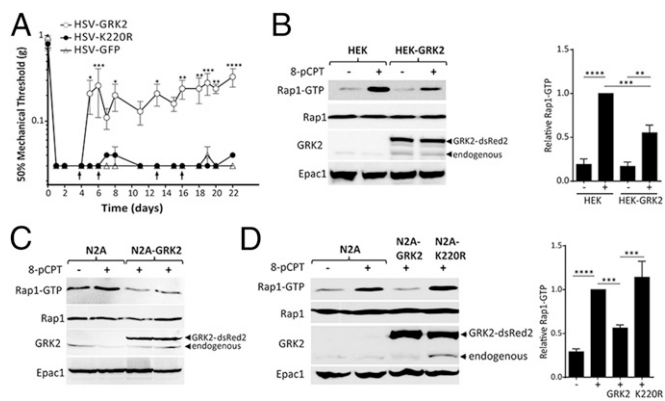 A
HSV-GRK2
HSV-K220R
HSV-GFP
50% Mechanical Threshold (g)
1
0.1
* *** * * ** ** *** ** ****
0 2 4 6 8 10 12 14 16 18 20 22
Time (days)
B
HEK HEK-GRK2
8-pCPT - + - +
Rap1-GTP
Rap1
GRK2
GRK2-dsRed2
endogenous
Epac1
Relative Rap1-GTP
1.5
1.0
0.5
0.0
**** **
***
- + - +
HEK HEK-GRK2
C
N2A N2A-GRK2
8-pCPT - + + +
Rap1-GTP
Rap1
GRK2
GRK2-dsRed2
endogenous
Epac1
D
N2A N2A-GRK2 N2A-K220R
8-pCPT - + + +
Rap1-GTP
Rap1
GRK2
GRK2-dsRed2
endogenous
Epac1
Relative Rap1-GTP
1.5
1.0
0.5
0.0
**** *** ***
- + + +
GRK2 K220R